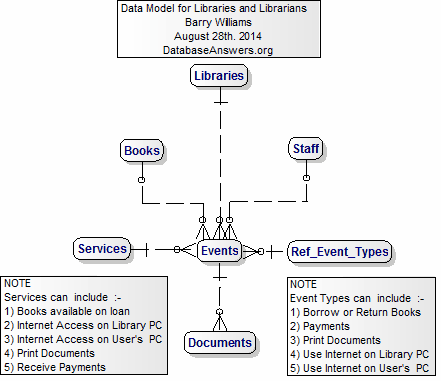 Data Model for Libraries and Librarians
Barry Williams
August 28th. 2014
DatabaseAnswers.org
Libraries
Books
Staff
Services
Events
Ref_Event_Types
NOTE
Services can include :-
1) Books available on loan
2) Internet Access on Library PC
3) Internet Access on User's PC
4) Print Documents
5) Receive Payments
Documents
NOTE
Event Types can include :-
1) Borrow or Return Books
2) Payments
3) Print Documents
4) Use Internet on Library PC
5) Use Internet on User's PC